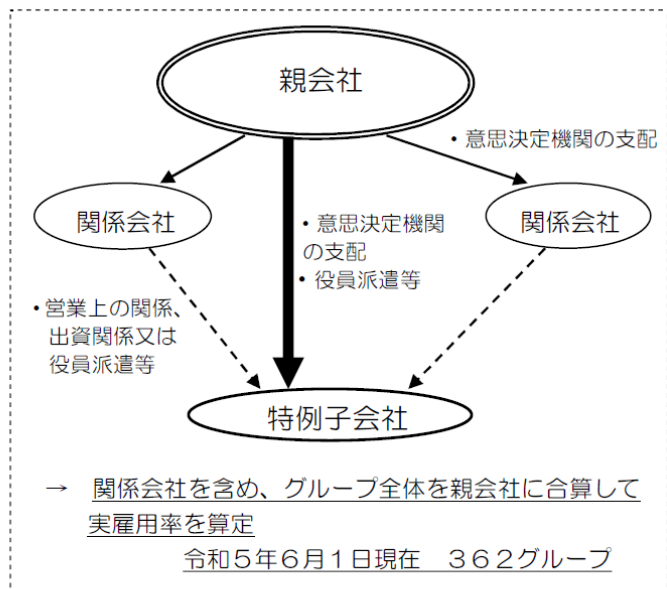 親会社
・意思決定機関の支配
関係会社
関係会社
・意思決定機関
の支配
・役員派遣等
・営業上の関係、
出資関係又は
役員派遣等
特例子会社
→ 関係会社を含め、グループ全体を親会社に合算して
実雇用率を算定
令和5年6月1日現在 362グループ